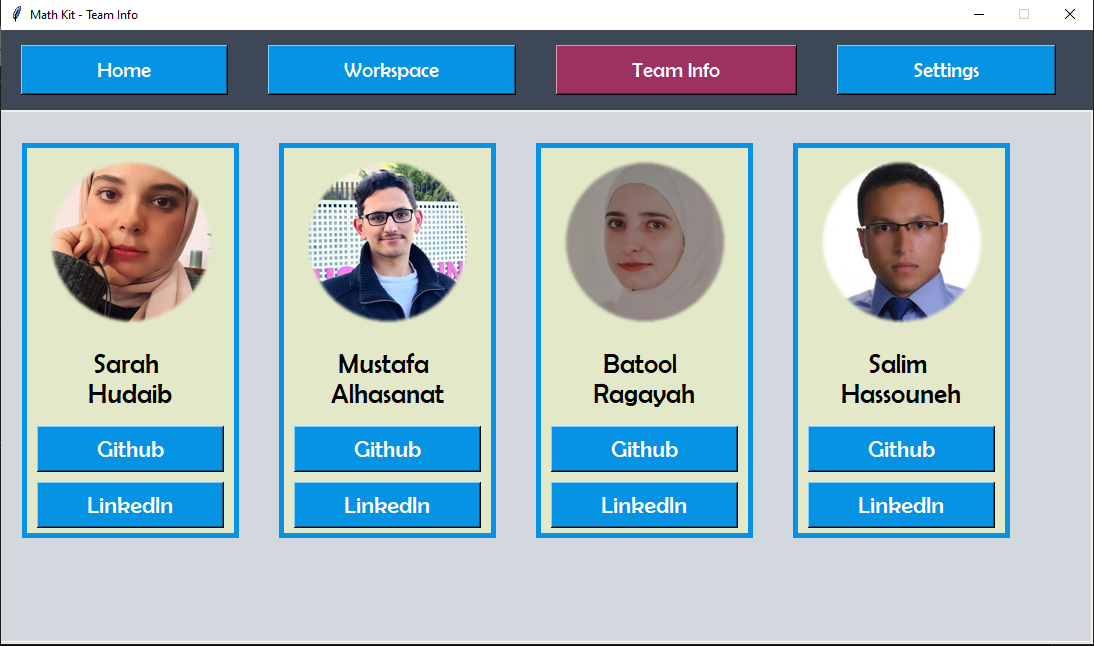 Math Kit - Team Info
Home
Workspace
Team Info
Settings
Sarah
Hudaib
Mustafa
Alhasanat
Batool
Ragayah
Salim
Hassouneh
Github
Github
Github
Github
LinkedIn
LinkedIn
LinkedIn
LinkedIn